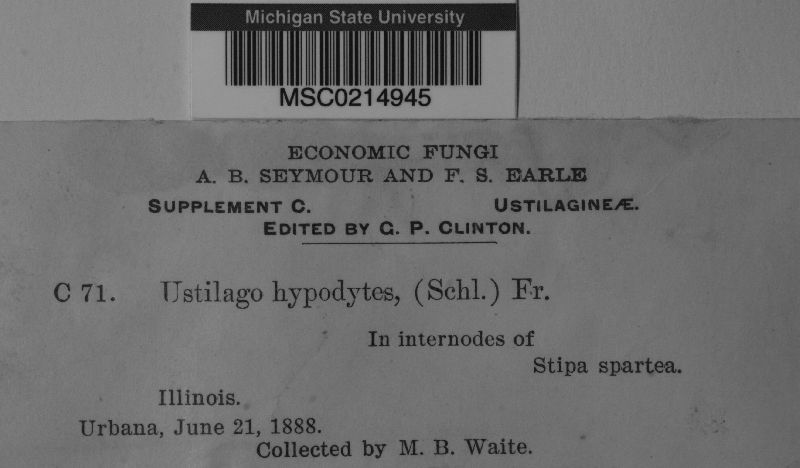 Michigan State University
MSC0214945
ECONOMIC FUNGI
A. B. SEYMOUR AND F. S. EARLE
SUPPLEMENT C. USTILAGINEÆ.
EDITED BY G. P. CLINTON.
C 71. Ustilago hypodytes, (Schl.) Fr.
In internodes of
Stipa spartea.
Illinois.
Urbana, June 21, 1888.
Collected by M. B. Waite.